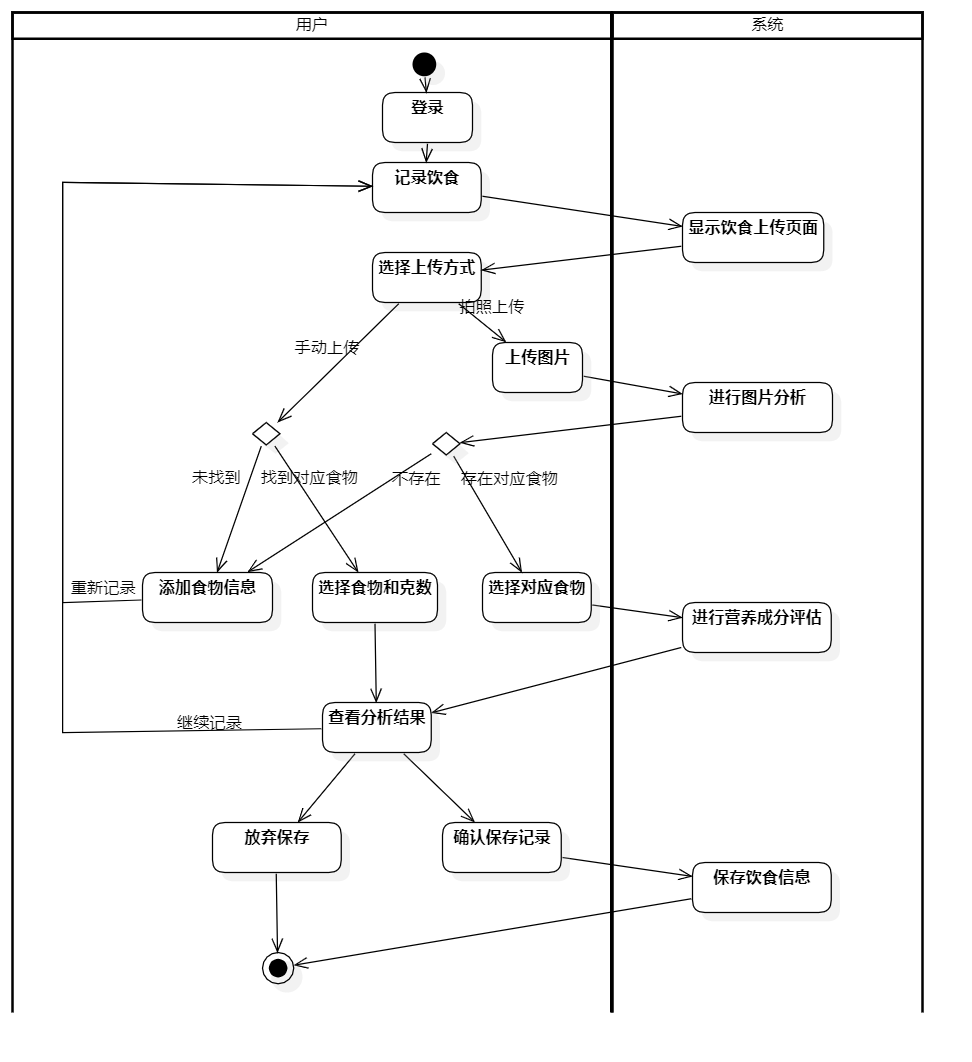 用户
系统
登录
记录饮食
显示饮食上传页面
选择上传方式
拍照上传
手动上传
上传图片
进行图片分析
未找到
找到对应食物
不存在
存在对应食物
重新记录
添加食物信息
选择食物和克数
选择对应食物
进行营养成分评估
查看分析结果
继续记录
放弃保存
确认保存记录
保存饮食信息